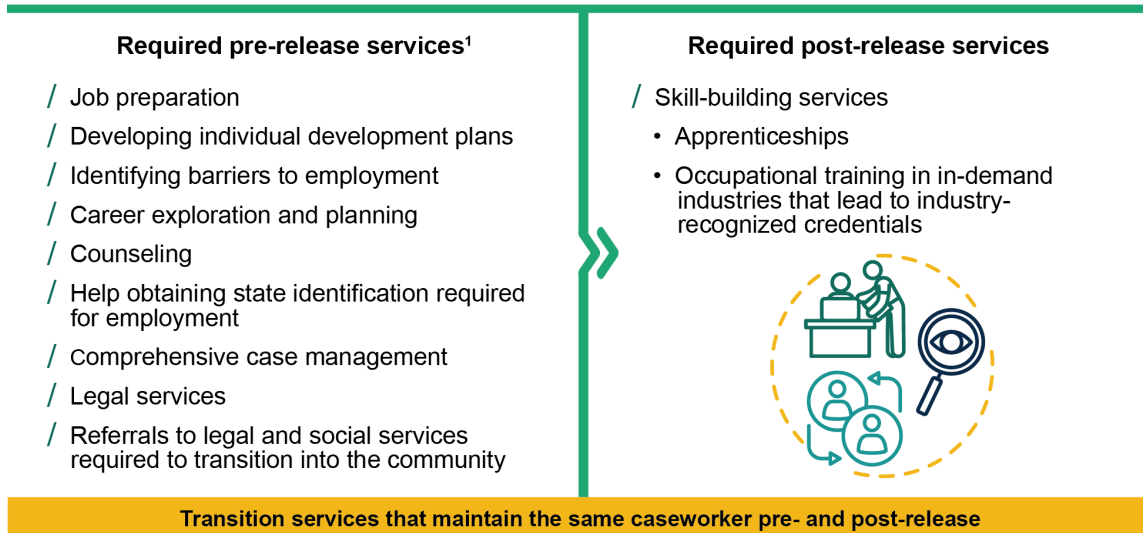 Required pre-release services¹
/ Job preparation
/ Developing individual development plans
/ Identifying barriers to employment
/ Career exploration and planning
/ Counseling
/ Help obtaining state identification required
for employment
/ Comprehensive case management
/ Legal services
/ Referrals to legal and social services
required to transition into the community
Required post-release services
/ Skill-building services
• Apprenticeships
• Occupational training in in-demand
industries that lead to industry-
recognized credentials
Transition services that maintain the same caseworker pre- and post-release